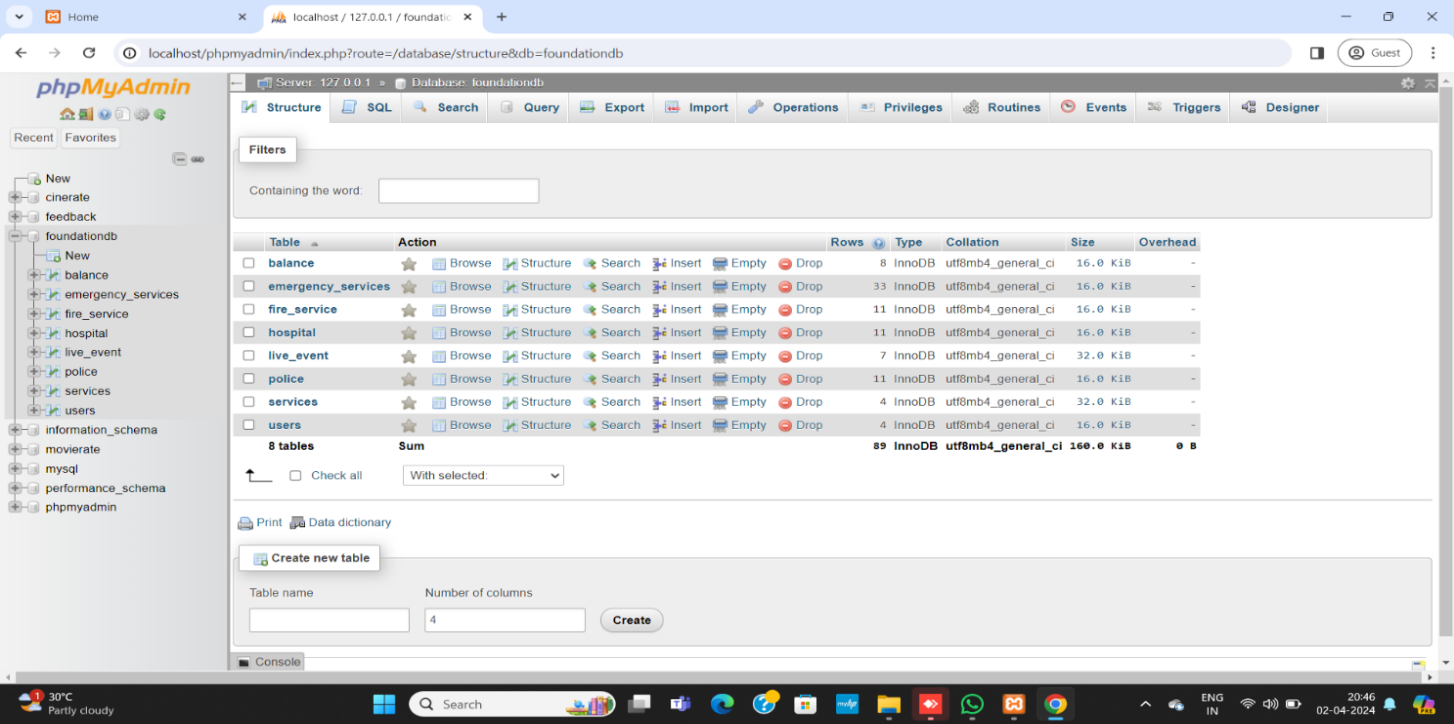 Home
localhost / 127.0.0.1 / foundatic
localhost/phpmyadmin/index.php?route=/database/structure&db=foundationdb
Guest
phpMyAdmin
Recent Favorites
New
cinerate
feedback
foundationdb
New
balance
emergency_services
fire_service
hospital
live_event
police
services
users
information_schema
movierate
mysql
performance_schema
phpmyadmin
Server: 127.0.0.1 » Database: foundationdb
Structure SQL Search Query Export Import Operations Privileges Routines Events Triggers Designer
Filters
Containing the word:
Table Action Rows Type Collation Size Overhead
balance Browse Structure Search Insert Empty Drop 8 InnoDB utf8mb4_general_ci 16.0 KiB -
emergency_services Browse Structure Search Insert Empty Drop 33 InnoDB utf8mb4_general_ci 16.0 KiB -
fire_service Browse Structure Search Insert Empty Drop 11 InnoDB utf8mb4_general_ci 16.0 KiB -
hospital Browse Structure Search Insert Empty Drop 11 InnoDB utf8mb4_general_ci 16.0 KiB -
live_event Browse Structure Search Insert Empty Drop 7 InnoDB utf8mb4_general_ci 32.0 KiB -
police Browse Structure Search Insert Empty Drop 11 InnoDB utf8mb4_general_ci 16.0 KiB -
services Browse Structure Search Insert Empty Drop 4 InnoDB utf8mb4_general_ci 32.0 KiB -
users Browse Structure Search Insert Empty Drop 4 InnoDB utf8mb4_general_ci 16.0 KiB -
8 tables Sum 89 InnoDB utf8mb4_general_ci 160.0 KiB 0 B
Check all With selected:
Print Data dictionary
Create new table
Table name Number of columns
4 Create
Console
1 30°C
Partly cloudy
Search
ENG
IN
20:46
02-04-2024